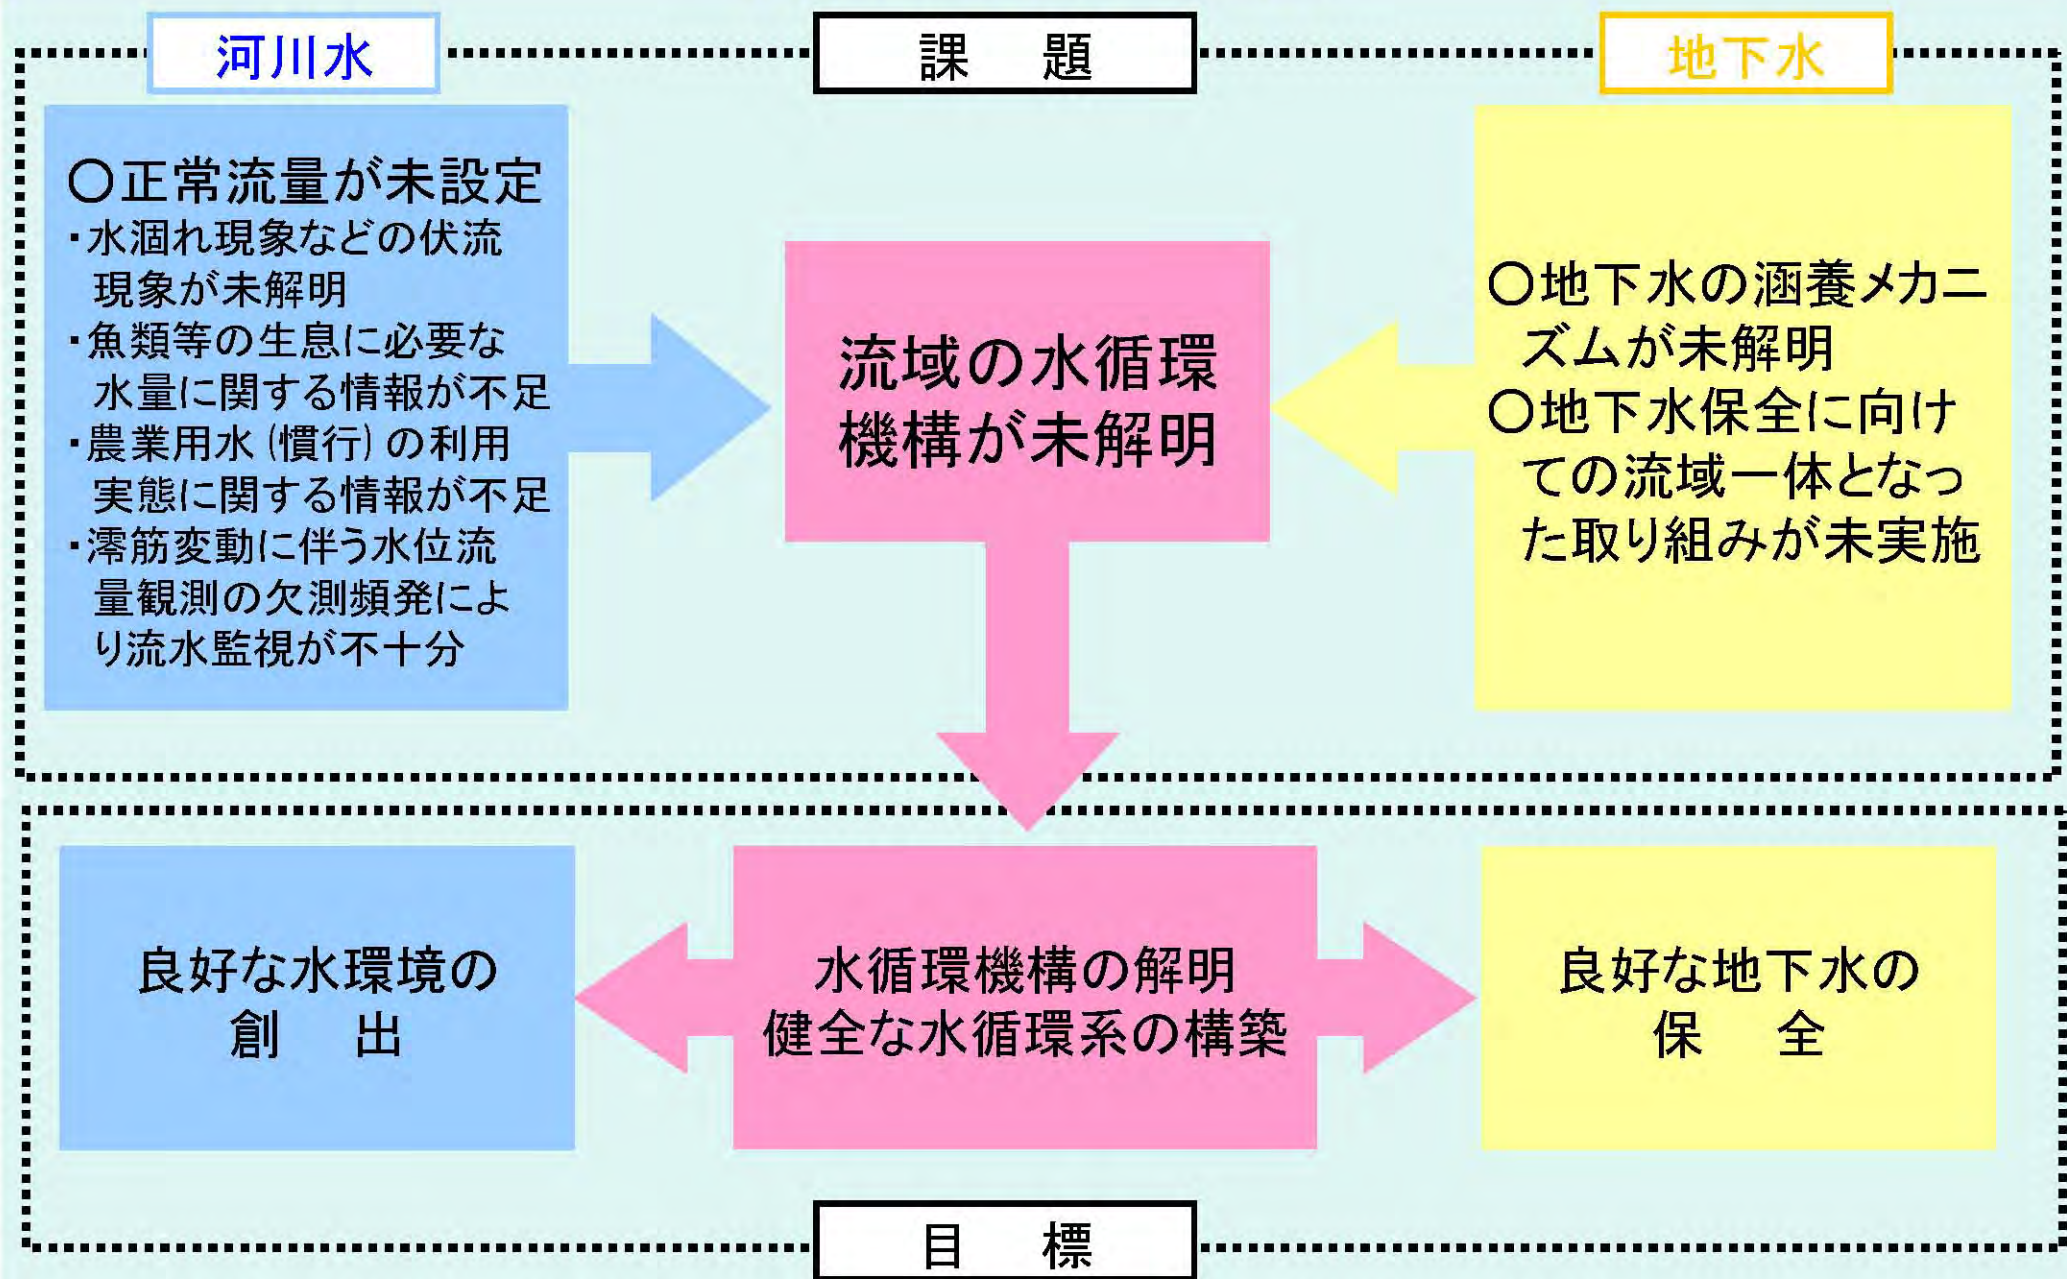 河川水
課 題
地下水
○正常流量が未設定
・水涸れ現象などの伏流
現象が未解明
・魚類等の生息に必要な
水量に関する情報が不足
・農業用水(慣行)の利用
実態に関する情報が不足
・澪筋変動に伴う水位流
量観測の欠測頻発によ
り流水監視が不十分
流域の水循環
機構が未解明
○地下水の涵養メカニ
ズムが未解明
○地下水保全に向け
ての流域一体となっ
た取り組みが未実施
良好な水環境の
創 出
水循環機構の解明
健全な水循環系の構築
良好な地下水の
保 全
目 標